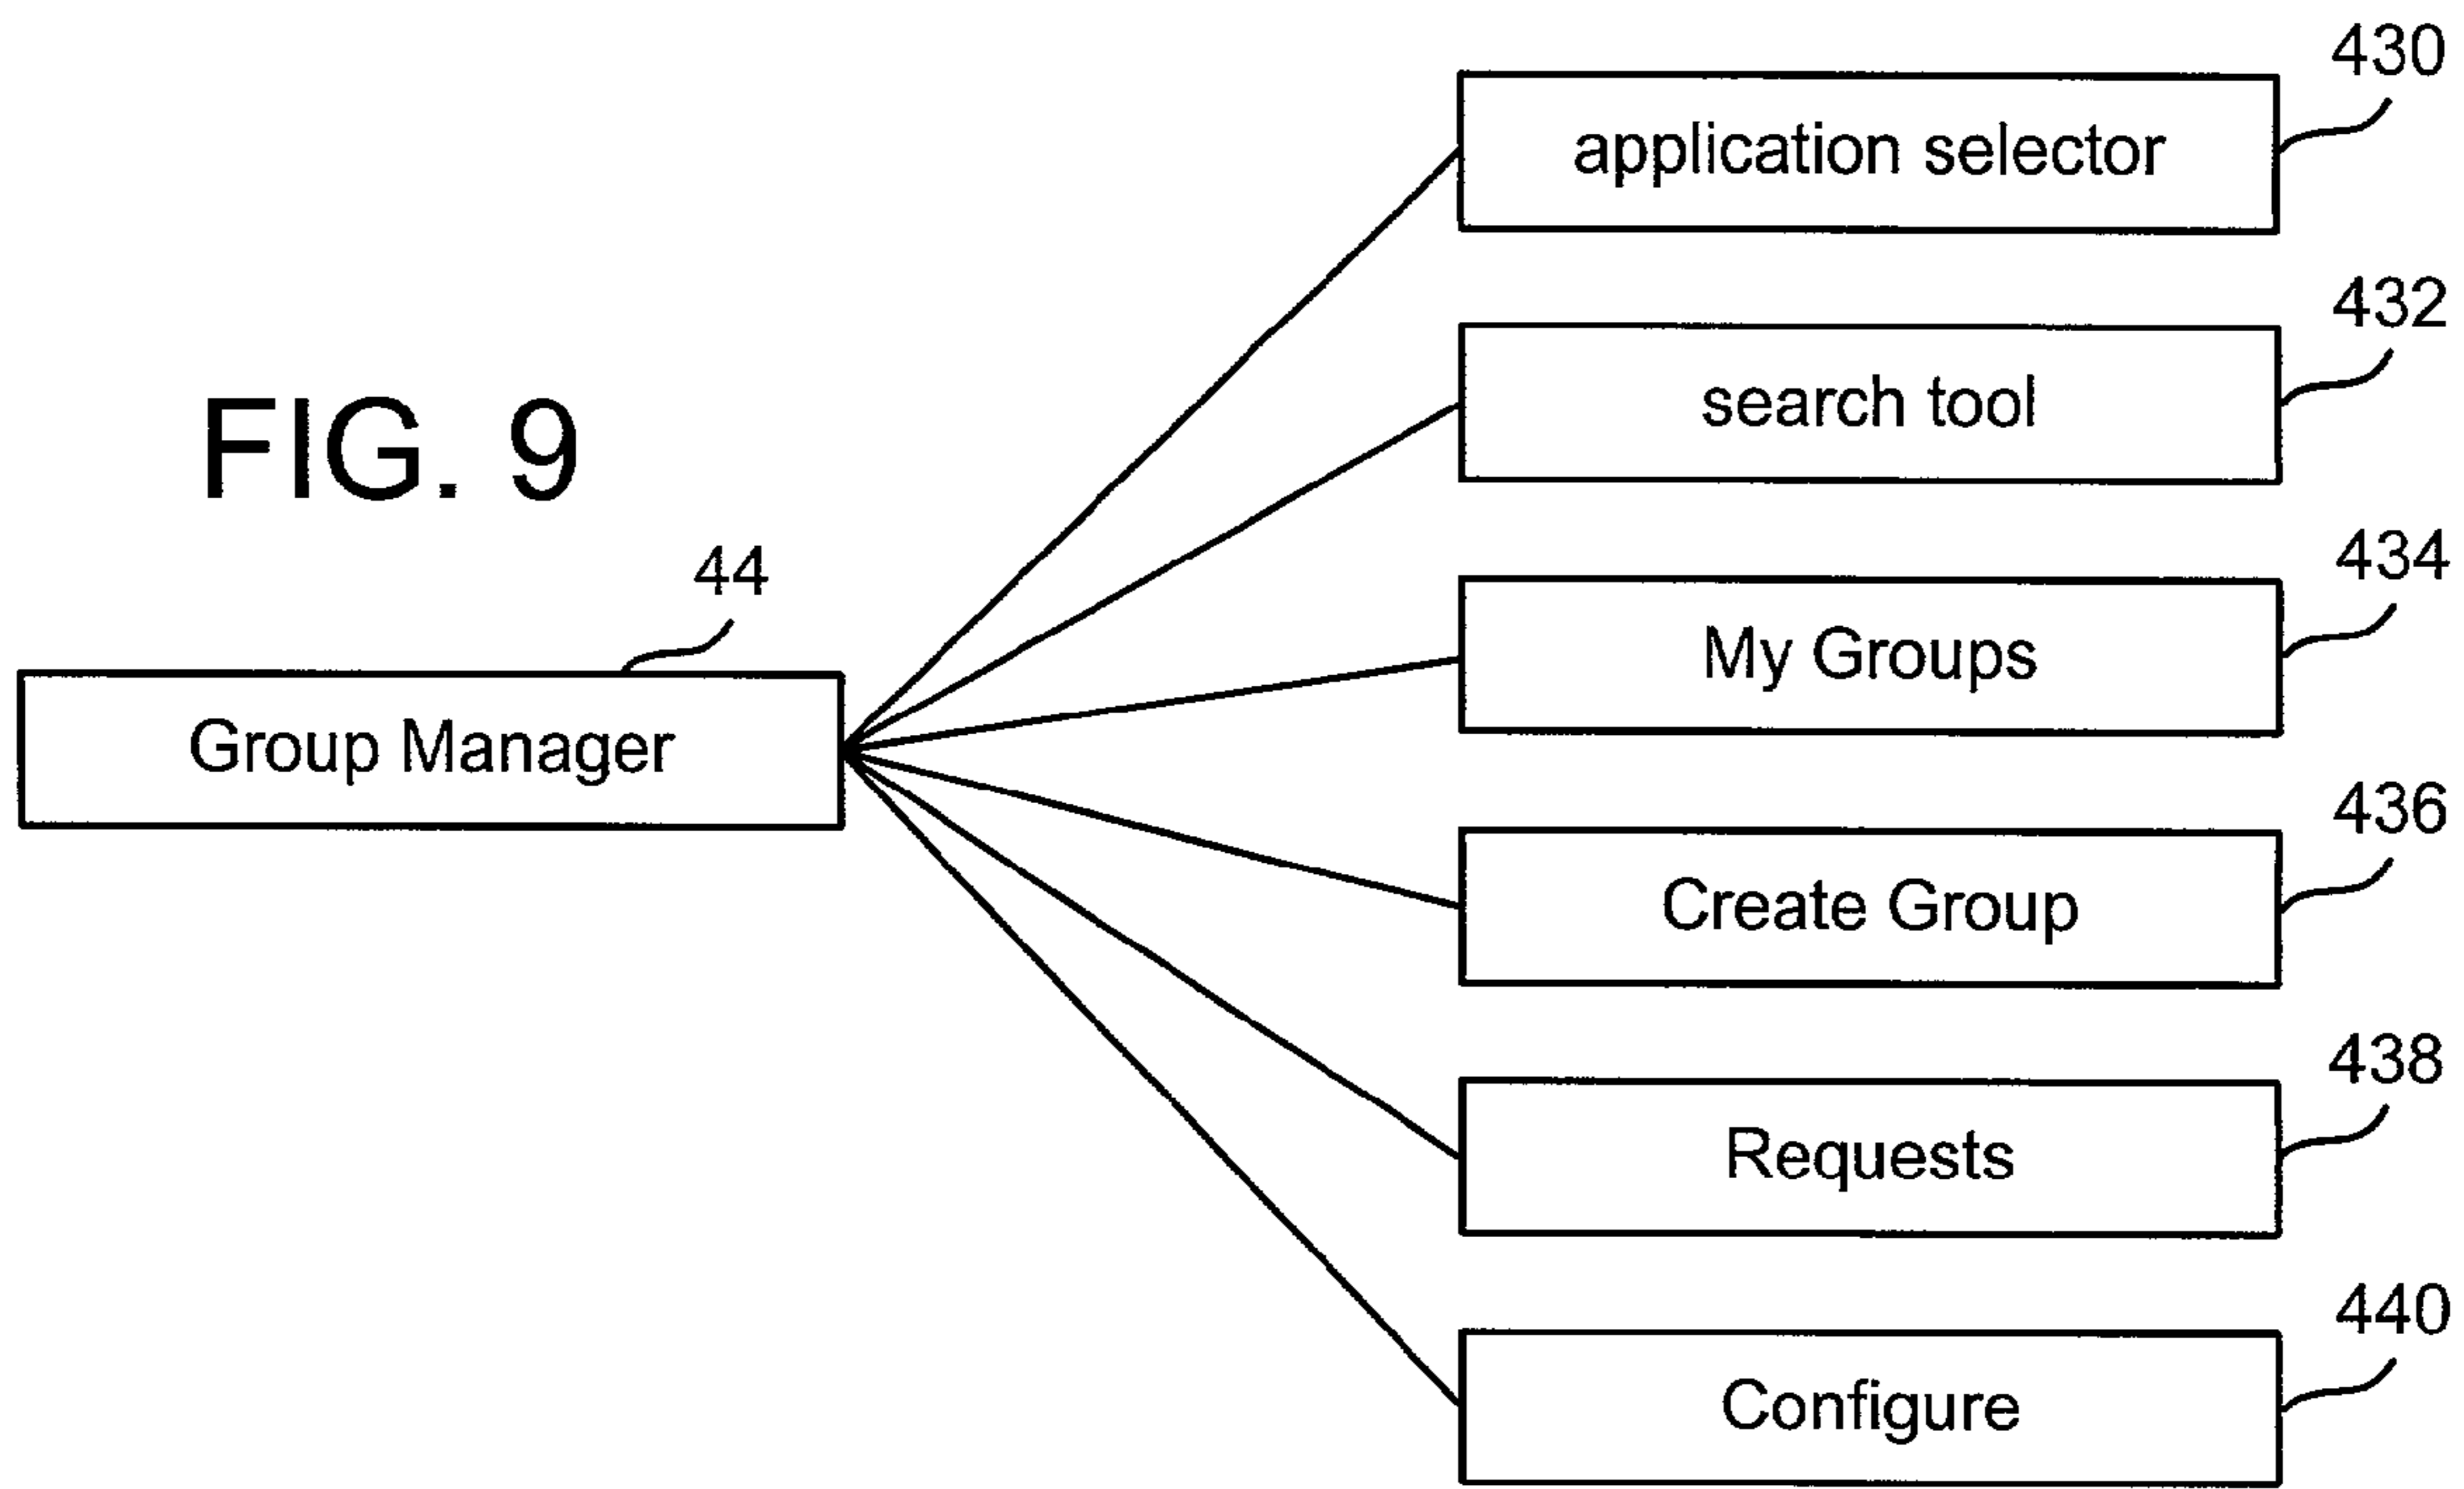 430
application selector
432
search tool
FIG. 9
434
My Groups
44
Group Manager
436
Create Group
438
Requests
440
Configure